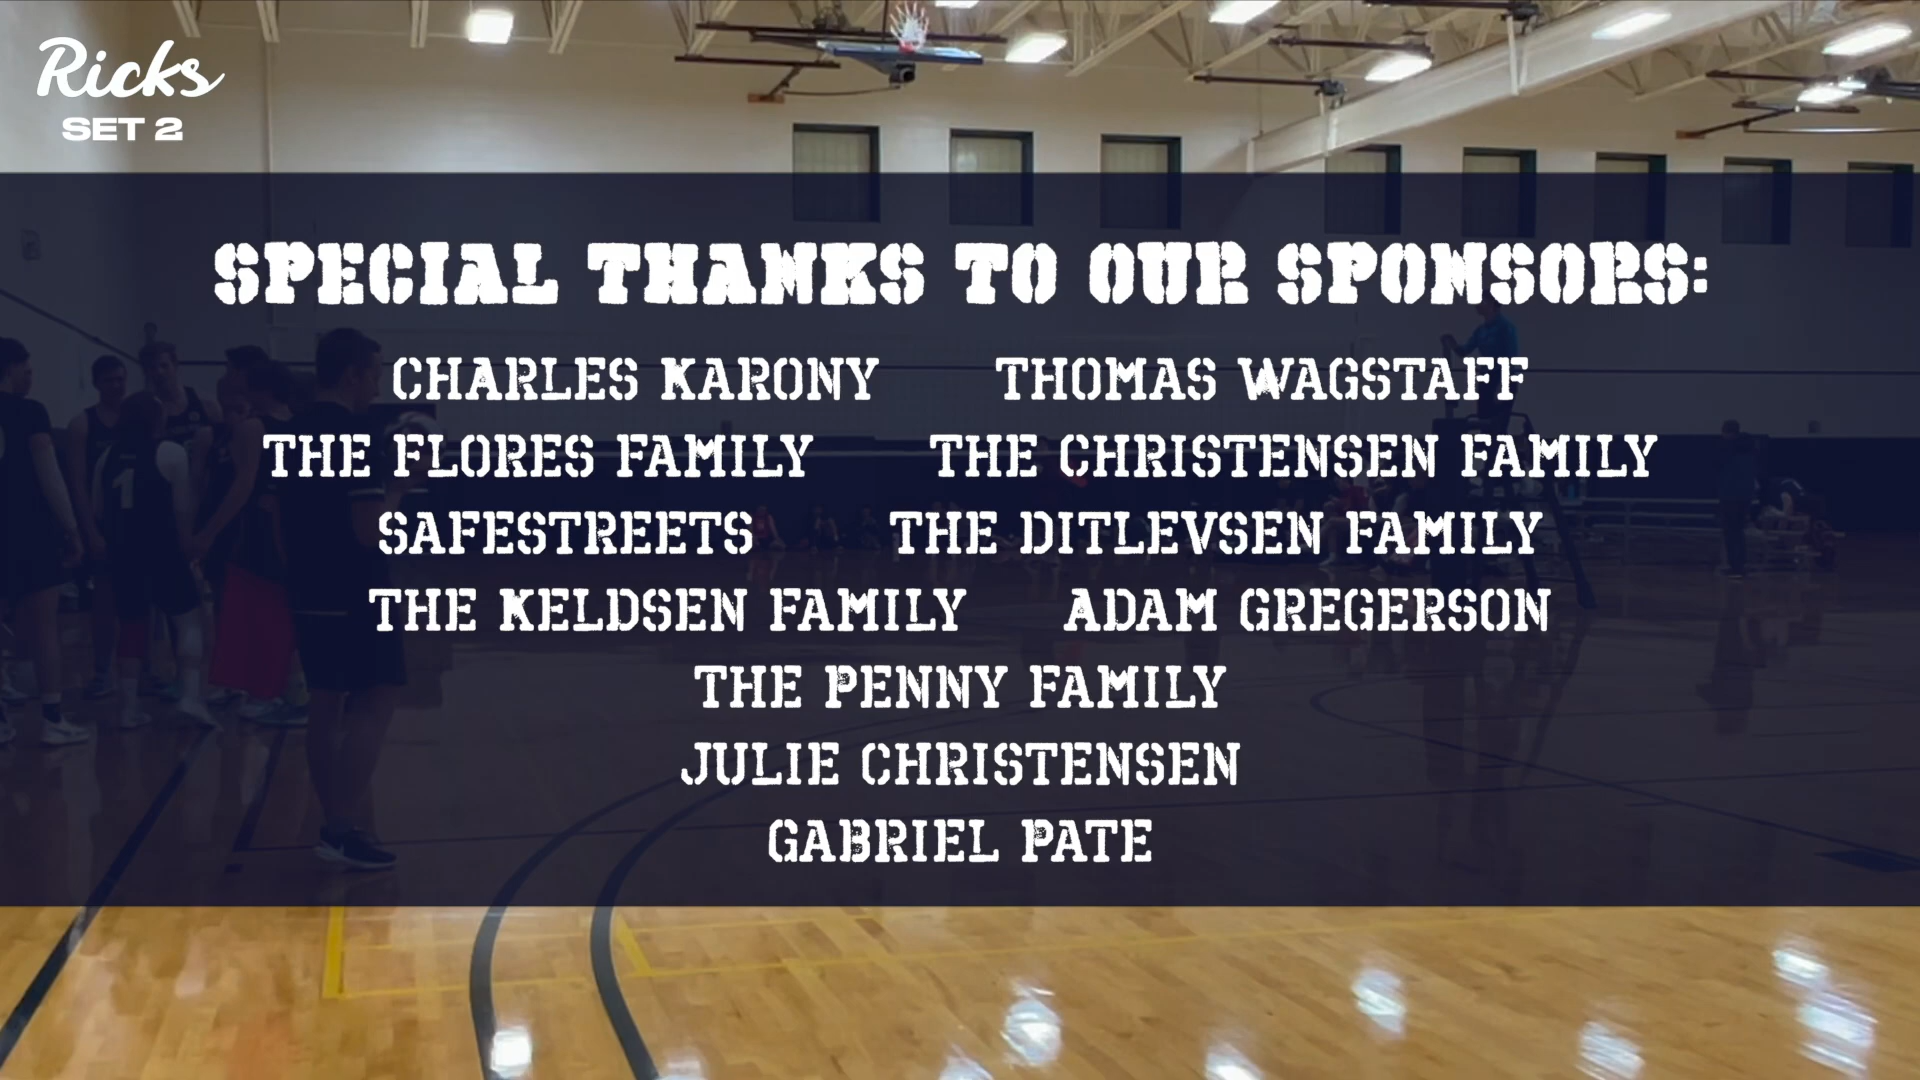 Ricks
SET 2
SPECIAL THANKS TO OUR SPONSORS:
CHARLES KARONY THOMAS WAGSTAFF
THE FLORES FAMILY THE CHRISTENSEN FAMILY
SAFESTREETS THE DITLEVSEN FAMILY
THE KELDSEN FAMILY ADAM GREGERSON
THE PENNY FAMILY
JULIE CHRISTENSEN
GABRIEL PATE
1